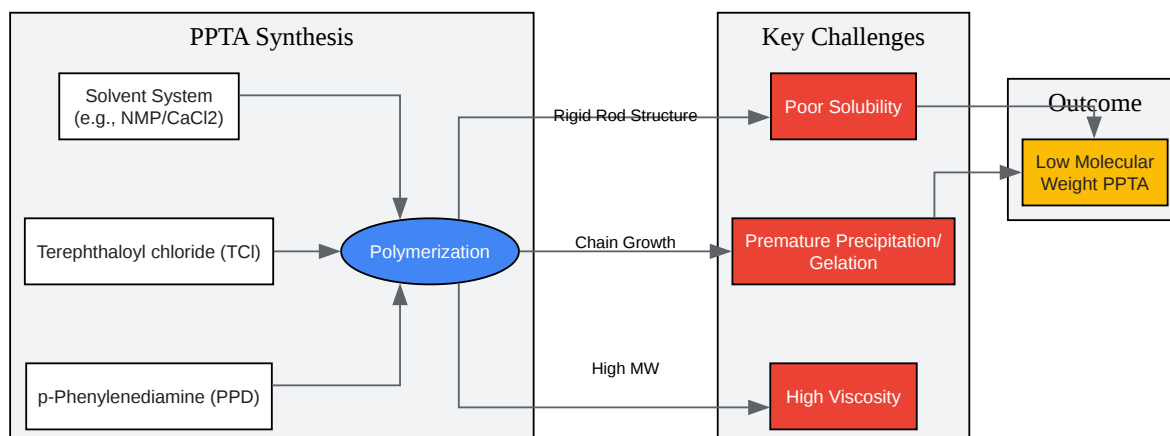 PPTA Synthesis
Solvent System
(e.g., NMP/CaCl2)
Terephthaloyl chloride (TCl)
p-Phenylenediamine (PPD)
Polymerization
Rigid Rod Structure
Chain Growth
High MW
Key Challenges
Poor Solubility
Premature Precipitation/
Gelation
High Viscosity
Outcome
Low Molecular
Weight PPTA